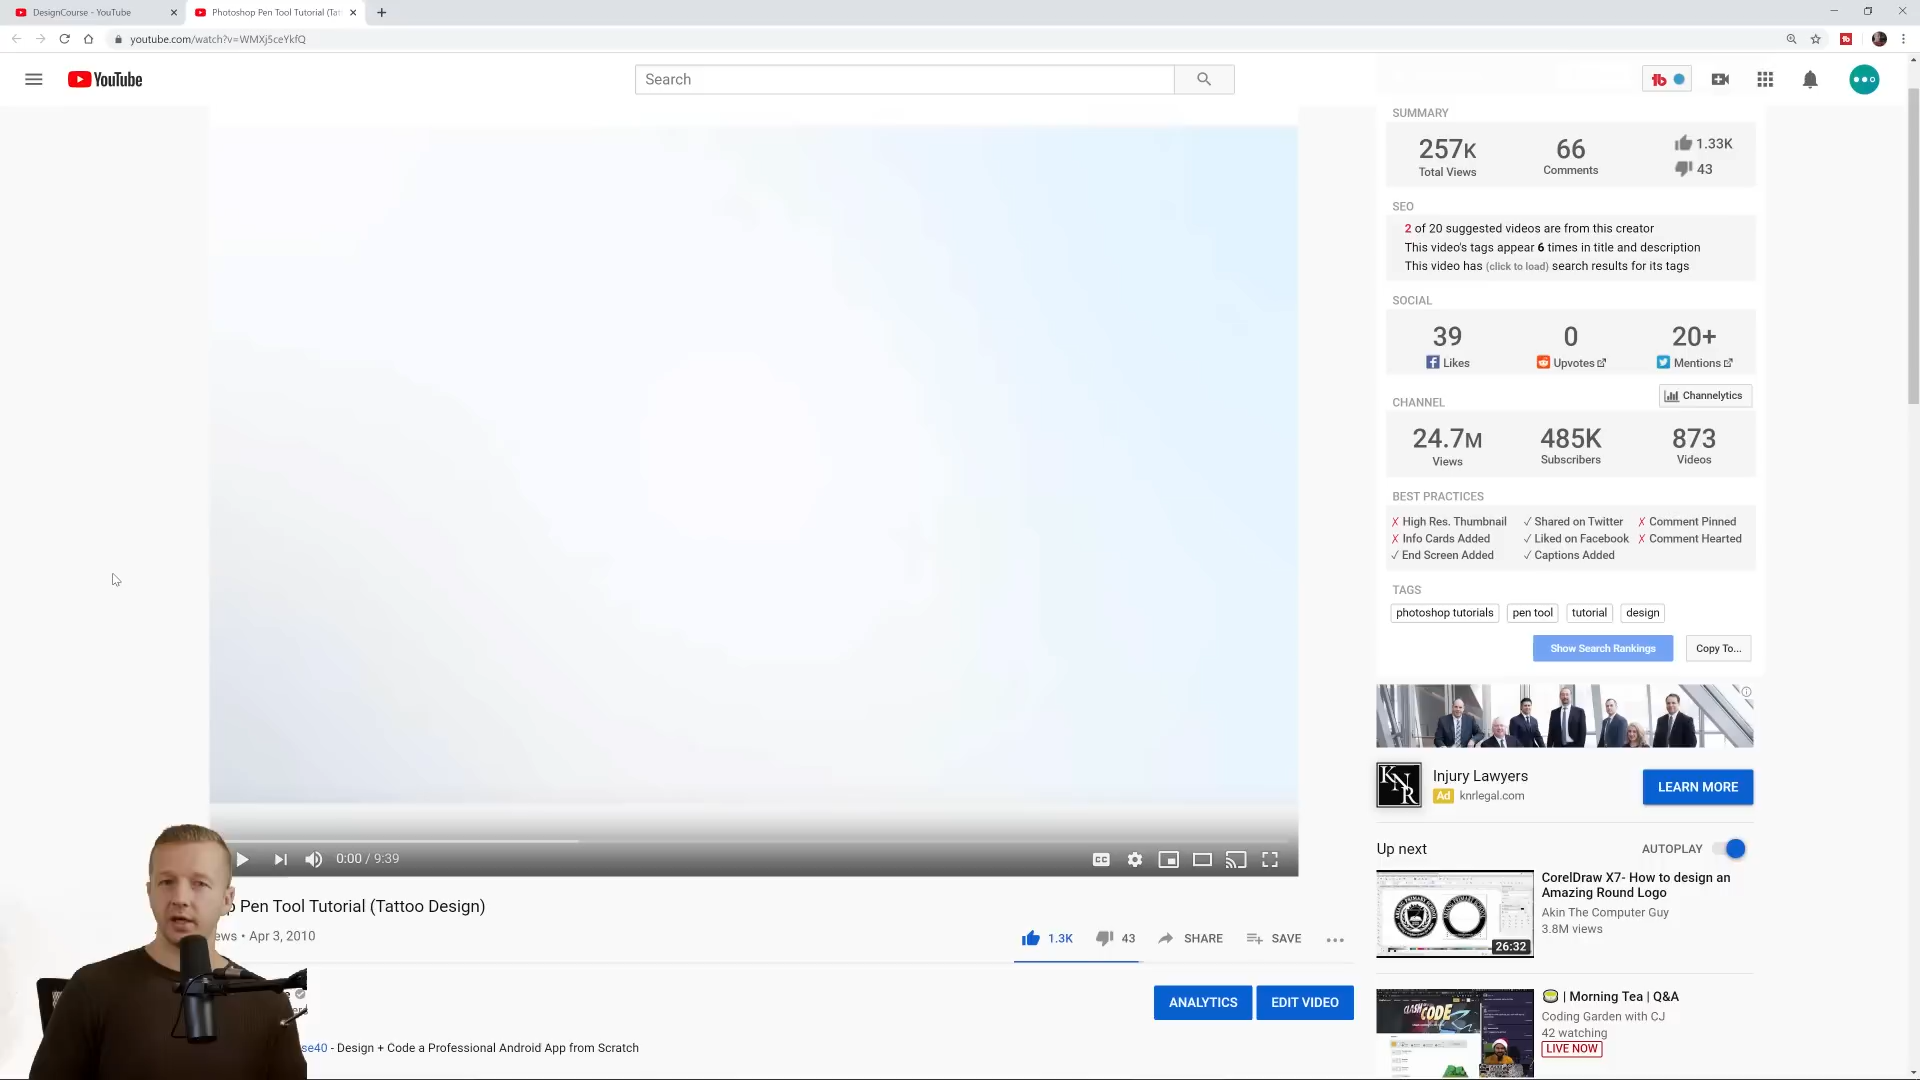 DesignCourse - YouTube
Photoshop Pen Tool Tutorial (Tat
youtube.com/watch?v=WMXj5ceYkfQ
YouTube
Search
SUMMARY
257K
Total Views
66
Comments
1.33K
43
SEO
2 of 20 suggested videos are from this creator
This video's tags appear 6 times in title and description
This video has (click to load) search results for its tags
SOCIAL
39
Likes
0
Upvotes
20+
Mentions
CHANNEL
Channelytics
24.7M
Views
485K
Subscribers
873
Videos
BEST PRACTICES
✗ High Res. Thumbnail ✓ Shared on Twitter ✗ Comment Pinned
✗ Info Cards Added ✓ Liked on Facebook ✗ Comment Hearted
✓ End Screen Added ✓ Captions Added
TAGS
photoshop tutorials pen tool tutorial design
Show Search Rankings Copy To...
KNR
Injury Lawyers
Ad knrlegal.com
LEARN MORE
0:00 / 9:39
CC
Up next
AUTOPLAY
CorelDraw X7- How to design an
Amazing Round Logo
Akin The Computer Guy
3.8M views
26:32
p Pen Tool Tutorial (Tattoo Design)
ews • Apr 3, 2010
1.3K 43 SHARE SAVE
ANALYTICS EDIT VIDEO
se40 - Design + Code a Professional Android App from Scratch
CLASH
CODE
| Morning Tea | Q&A
Coding Garden with CJ
42 watching
LIVE NOW